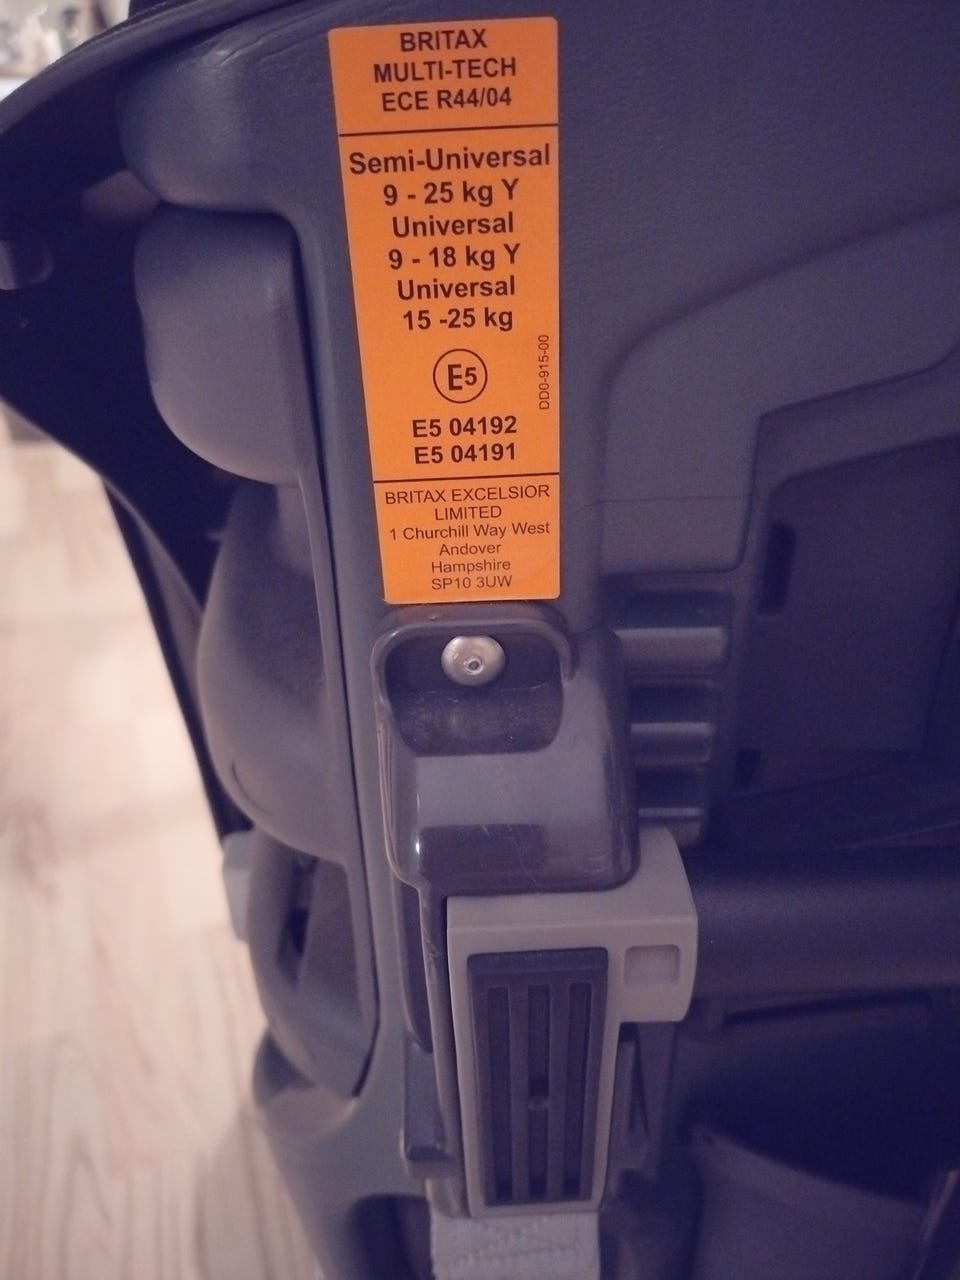 BRITAX
MULTI-TECH
ECE R44/04
Semi-Universal
9 - 25 kg Y
Universal
9 - 18 kg Y
Universal
15 -25 kg
E5
DD0-915-00
E5 04192
E5 04191
BRITAX EXCELSIOR
LIMITED
1 Churchill Way West
Andover
Hampshire
SP10 3UW